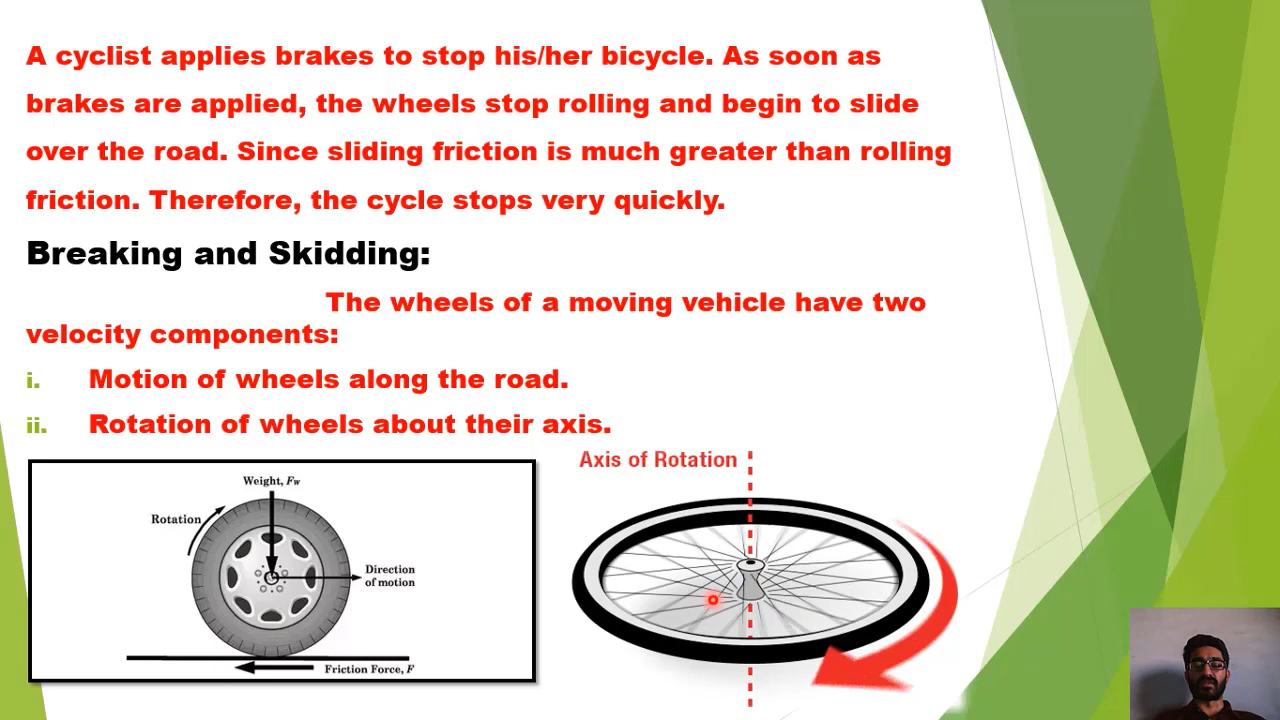 A cyclist applies brakes to stop his/her bicycle. As soon as
brakes are applied, the wheels stop rolling and begin to slide
over the road. Since sliding friction is much greater than rolling
friction. Therefore, the cycle stops very quickly.
Breaking and Skidding:
The wheels of a moving vehicle have two
velocity components:
i. Motion of wheels along the road.
ii. Rotation of wheels about their axis.
Weight, Fw
Rotation
Direction
of motion
Friction Force, F
Axis of Rotation